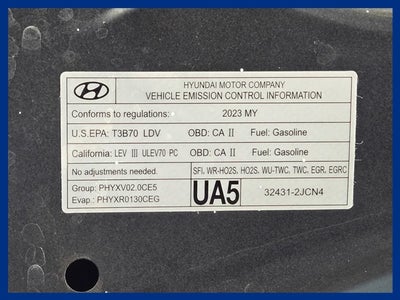 HYUNDAI MOTOR COMPANY
VEHICLE EMISSION CONTROL INFORMATION
Conforms to regulations: 2023 MY
U.S.EPA: T3B70 LDV OBD: CA II Fuel: Gasoline
California: LEV III ULEV70 PC OBD: CA II Fuel: Gasoline
No adjustments needed. SFI. WR-HO2S. HO2S. WU-TWC. TWC. EGR. EGRC
Group: PHYXV02.0CE5
Evap.: PHYXR0130CEG
UA5
32431-2JCN4